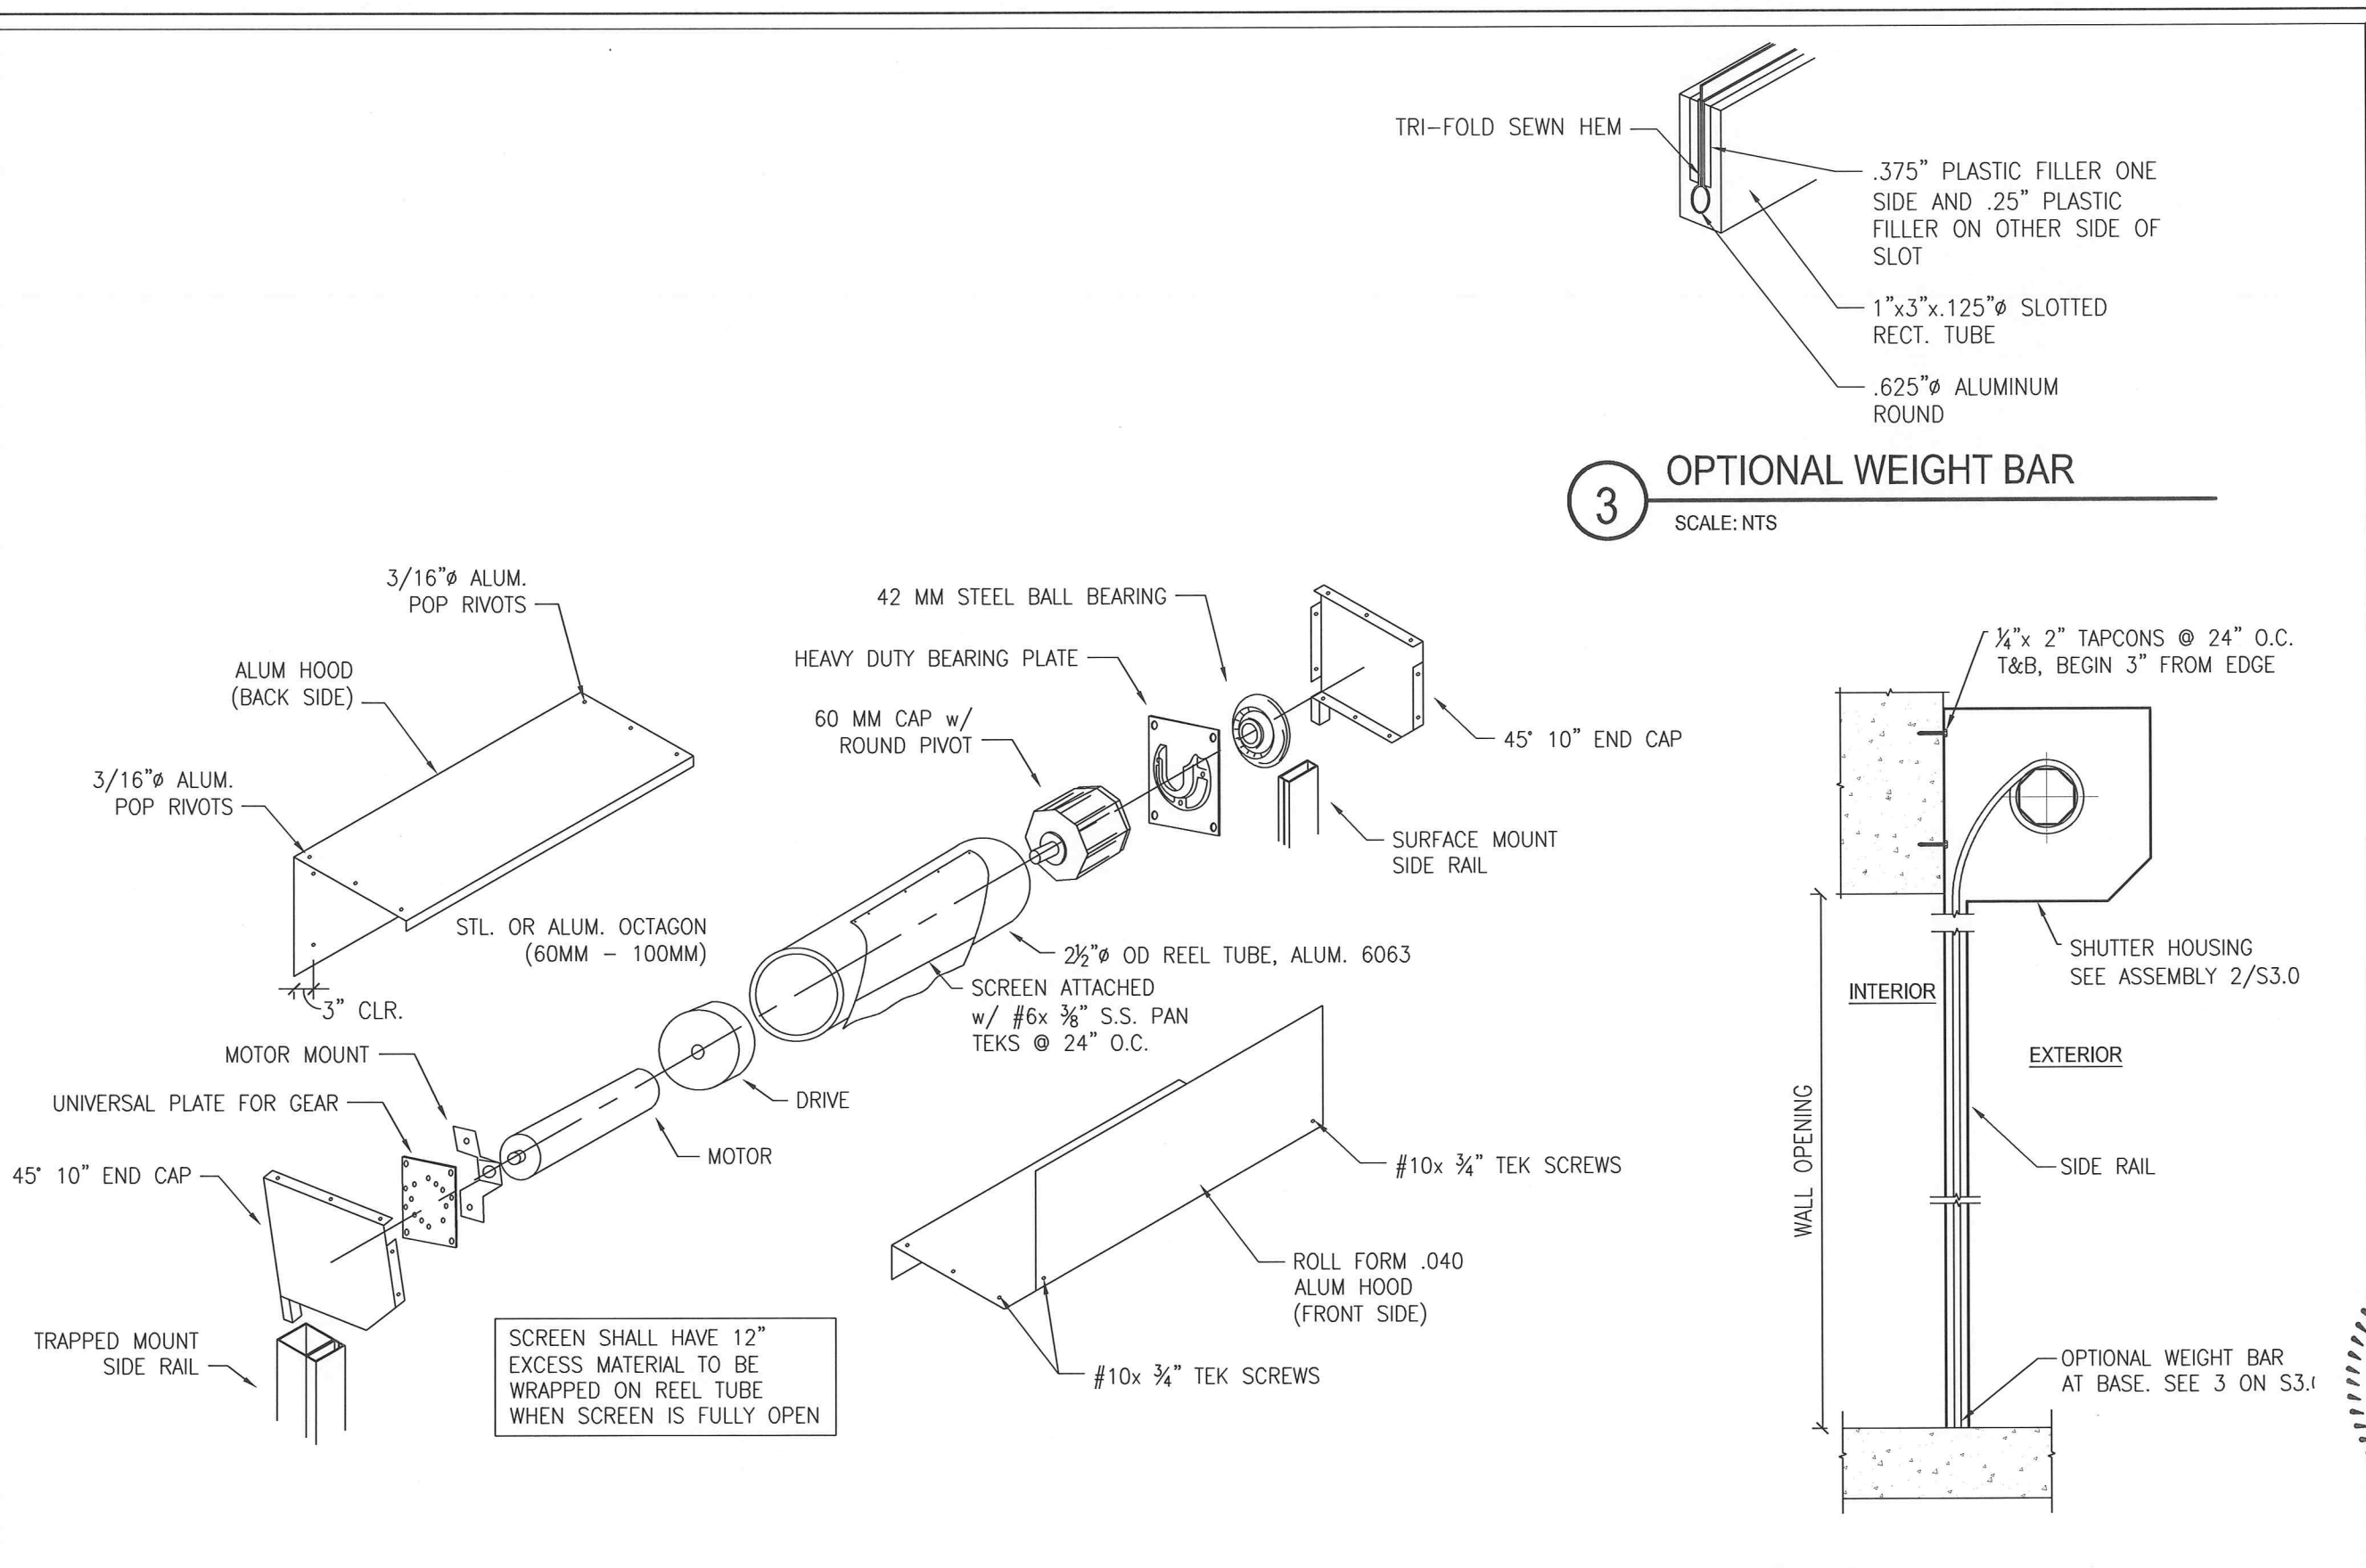 TRI-FOLD SEWN HEM
.375" PLASTIC FILLER ONE
SIDE AND .25" PLASTIC
FILLER ON OTHER SIDE OF
SLOT
1"x3"x.125"ø SLOTTED
RECT. TUBE
.625"ø ALUMINUM
ROUND
3
OPTIONAL WEIGHT BAR
SCALE: NTS
3/16"ø ALUM.
POP RIVOTS
ALUM HOOD
(BACK SIDE)
3/16"ø ALUM.
POP RIVOTS
3" CLR.
STL. OR ALUM. OCTAGON
(60MM - 100MM)
42 MM STEEL BALL BEARING
HEAVY DUTY BEARING PLATE
60 MM CAP w/
ROUND PIVOT
45° 10" END CAP
SURFACE MOUNT
SIDE RAIL
2½"ø OD REEL TUBE, ALUM. 6063
SCREEN ATTACHED
w/ #6x ⅜" S.S. PAN
TEKS @ 24" O.C.
MOTOR MOUNT
UNIVERSAL PLATE FOR GEAR
45° 10" END CAP
DRIVE
MOTOR
TRAPPED MOUNT
SIDE RAIL
SCREEN SHALL HAVE 12"
EXCESS MATERIAL TO BE
WRAPPED ON REEL TUBE
WHEN SCREEN IS FULLY OPEN
#10x ¾" TEK SCREWS
ROLL FORM .040
ALUM HOOD
(FRONT SIDE)
#10x ¾" TEK SCREWS
¼"x 2" TAPCONS @ 24" O.C.
T&B, BEGIN 3" FROM EDGE
SHUTTER HOUSING
SEE ASSEMBLY 2/S3.0
INTERIOR
EXTERIOR
WALL OPENING
SIDE RAIL
OPTIONAL WEIGHT BAR
AT BASE. SEE 3 ON S3.